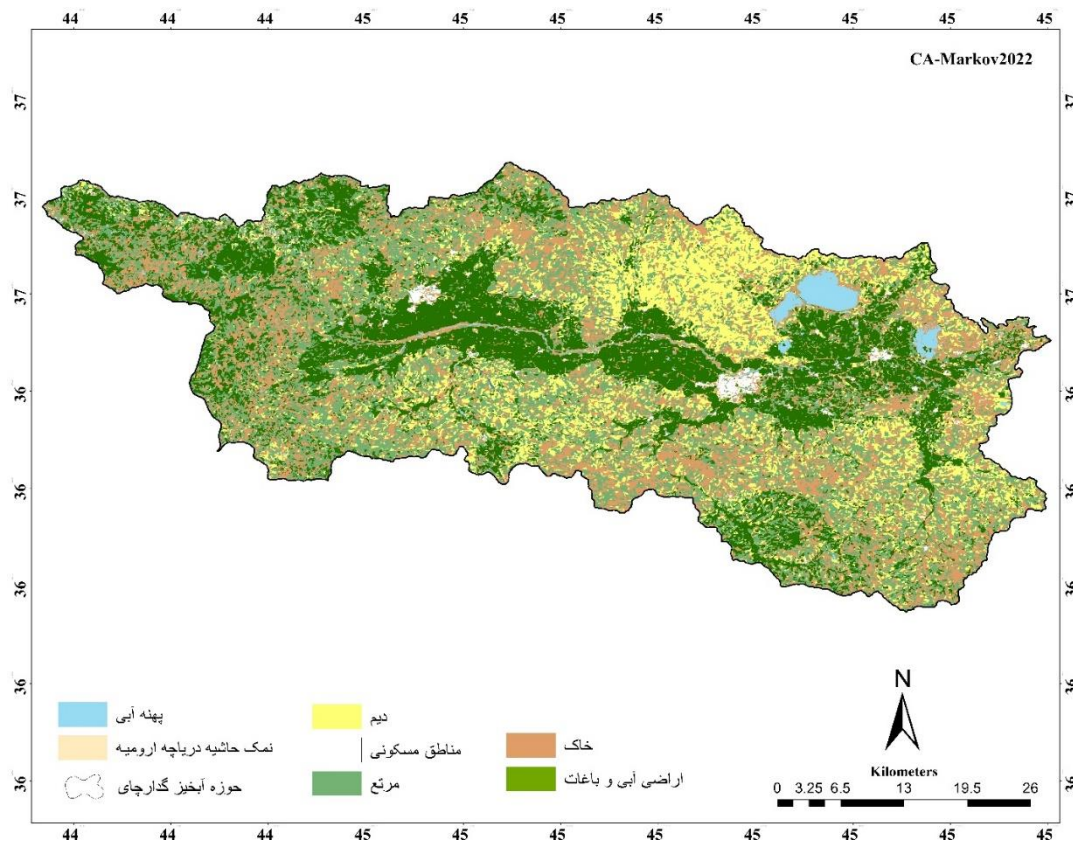 44 44 44 45 45 45 45 45 45 45 45
CA-Markov2022
37 37
37 37
37 37
36 36
36 36
36 36
36 36
36 36
پهنه آبی
نمک حاشیه دریاچه ارومیه
حوزه آبخیز گدارچای
دیم
مناطق مسکونی
مرتع
خاک
اراضی آبی و باغات
N
Kilometers
0 3.25 6.5 13 19.5 26
44 44 44 45 45 45 45 45 45 45 45